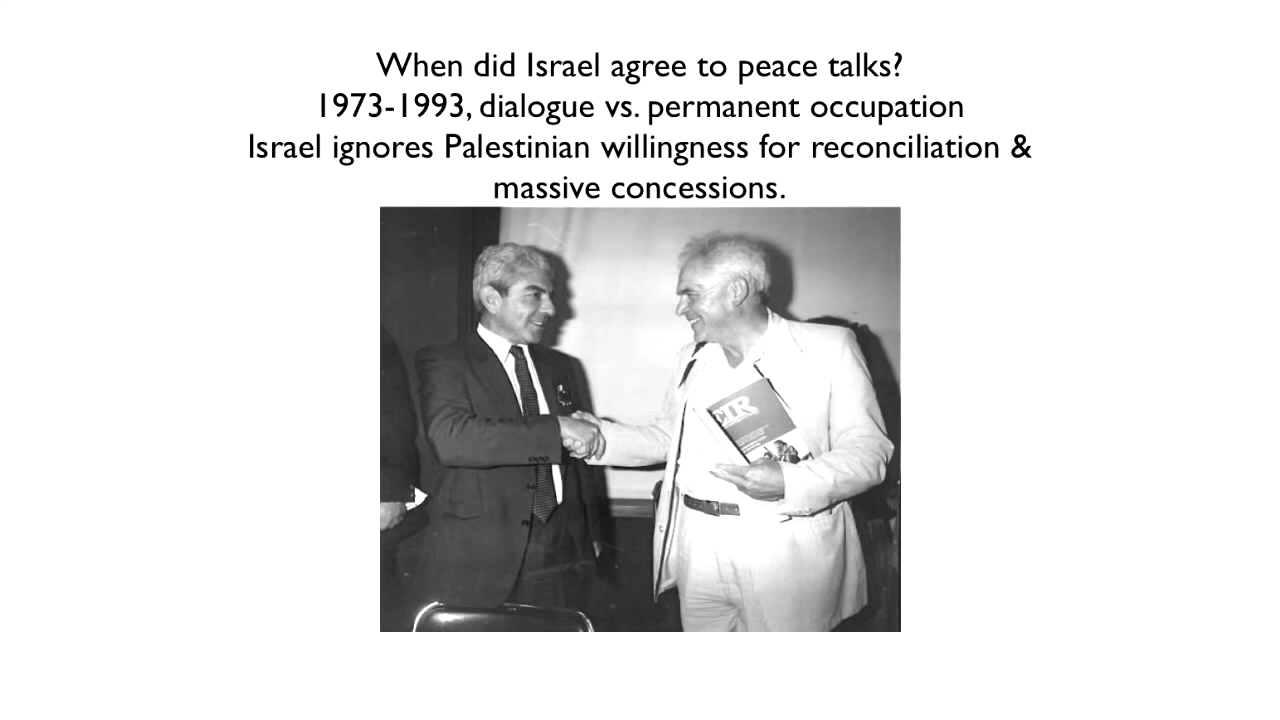 When did Israel agree to peace talks?
1973-1993, dialogue vs. permanent occupation
Israel ignores Palestinian willingness for reconciliation &
massive concessions.
EIR